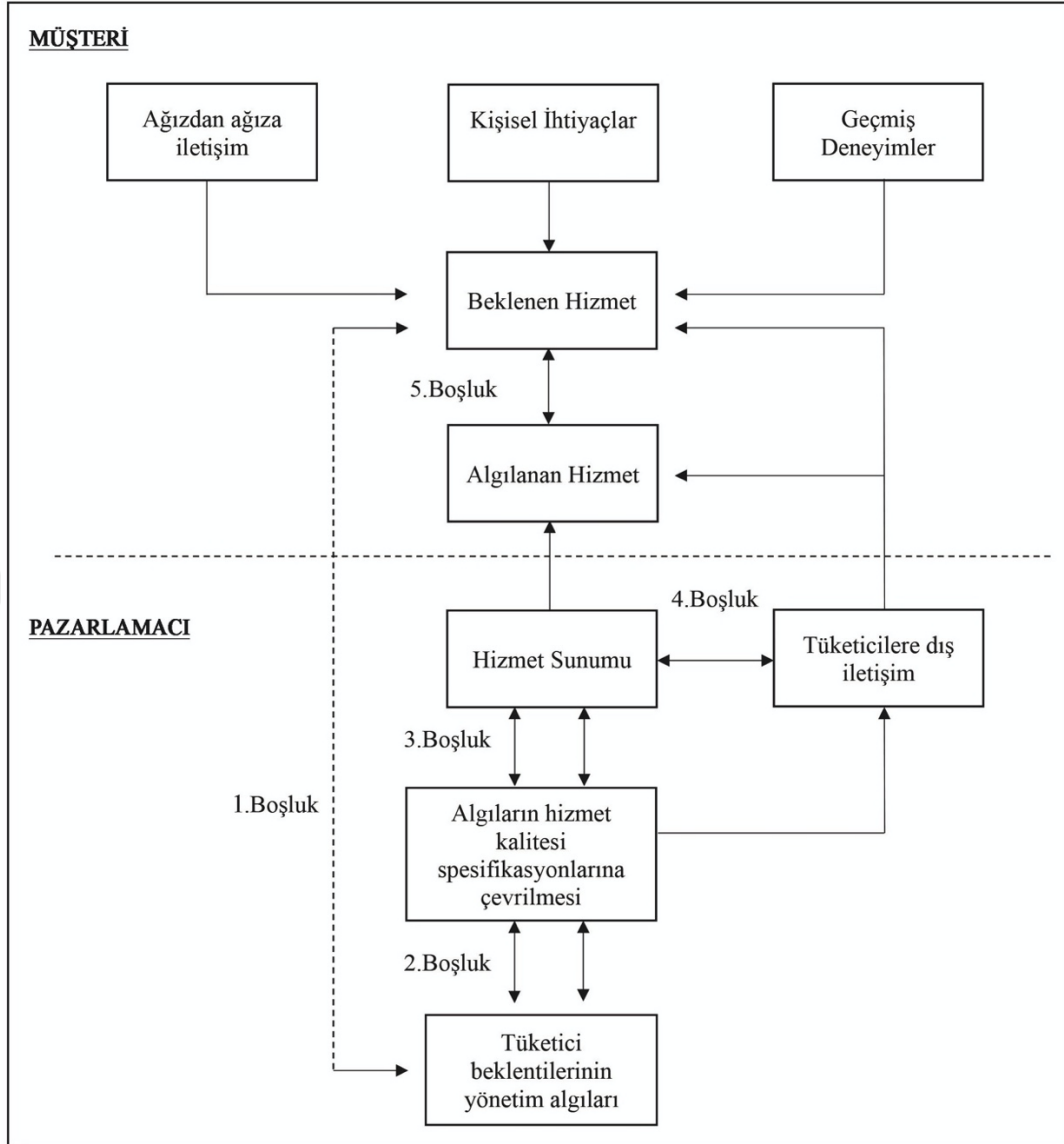 MÜŞTERİ
Ağızdan ağıza
iletişim
Kişisel İhtiyaçlar
Geçmiş
Deneyimler
Beklenen Hizmet
5.Boşluk
Algılanan Hizmet
PAZARLAMACI
Hizmet Sunumu
4.Boşluk
Tüketicilere dış
iletişim
3.Boşluk
1.Boşluk
Algıların hizmet
kalitesi
spesifikasyonlarına
çevrilmesi
2.Boşluk
Tüketici
beklentilerinin
yönetim algıları